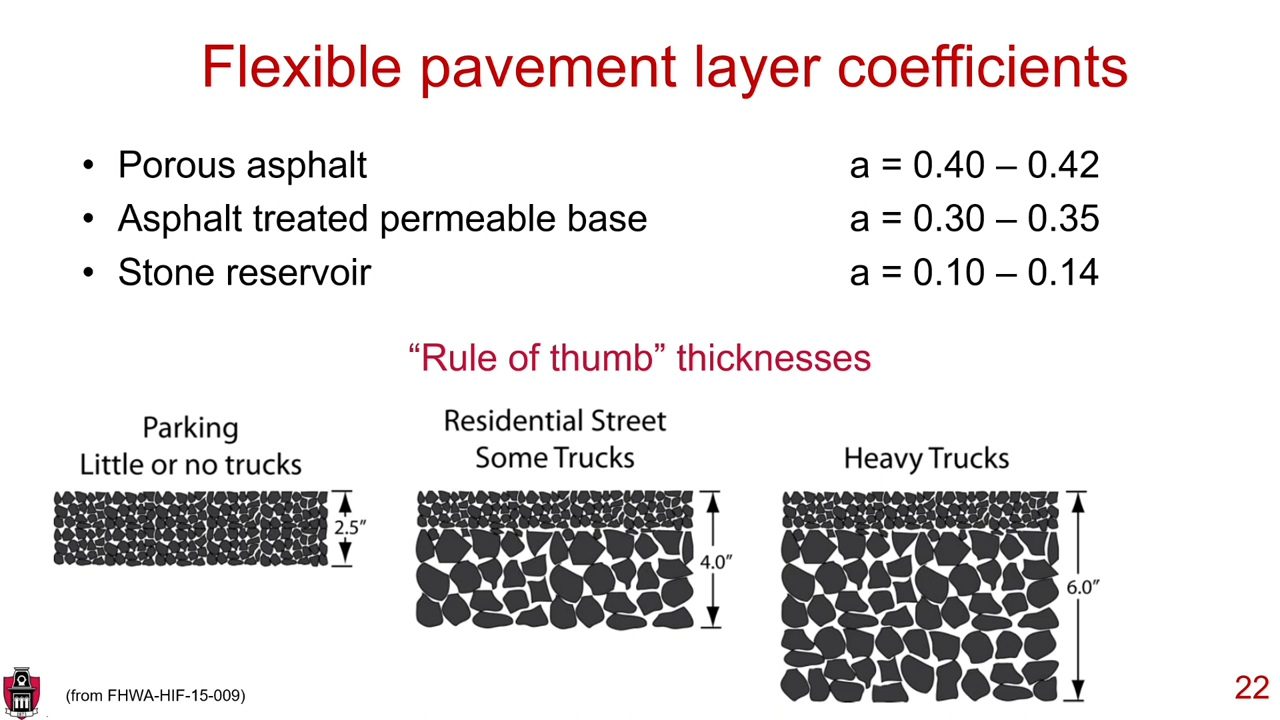 Flexible pavement layer coefficients
• Porous asphalt a = 0.40 – 0.42
• Asphalt treated permeable base a = 0.30 – 0.35
• Stone reservoir a = 0.10 – 0.14
“Rule of thumb” thicknesses
Parking
Little or no trucks
2.5”
Residential Street
Some Trucks
4.0”
Heavy Trucks
6.0”
(from FHWA-HIF-15-009)
22